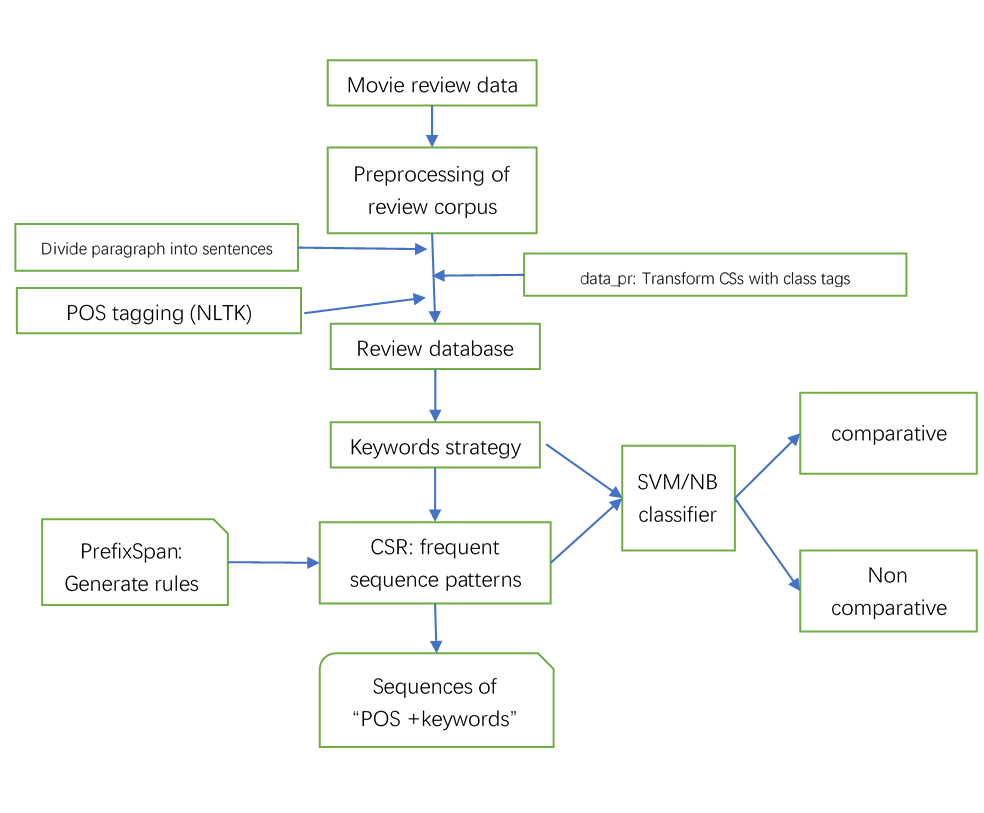 Movie review data
Preprocessing of
review corpus
Divide paragraph into sentences
data_pr: Transform CSs with class tags
POS tagging (NLTK)
Review database
Keywords strategy
comparative
SVM/NB
classifier
PrefixSpan:
Generate rules
CSR: frequent
sequence patterns
Non
comparative
Sequences of
“POS +keywords”